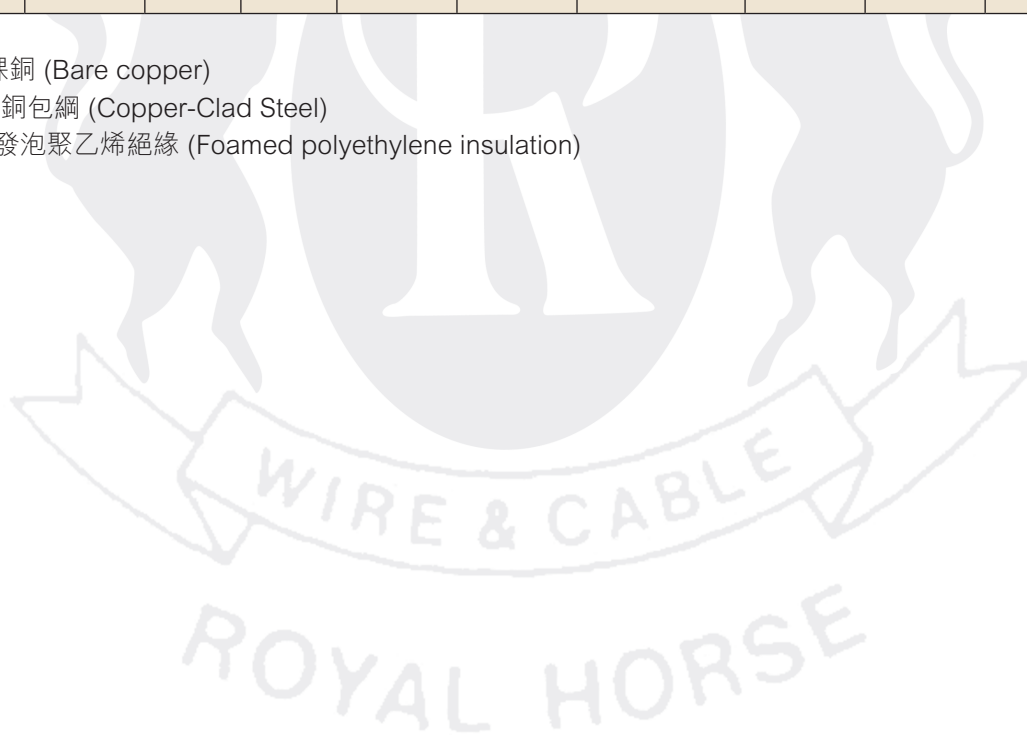 裸銅 (Bare copper)
銅包綱 (Copper-Clad Steel)
發泡聚乙烯絕緣 (Foamed polyethylene insulation)
R
WIRE & CABLE
ROYAL HORSE